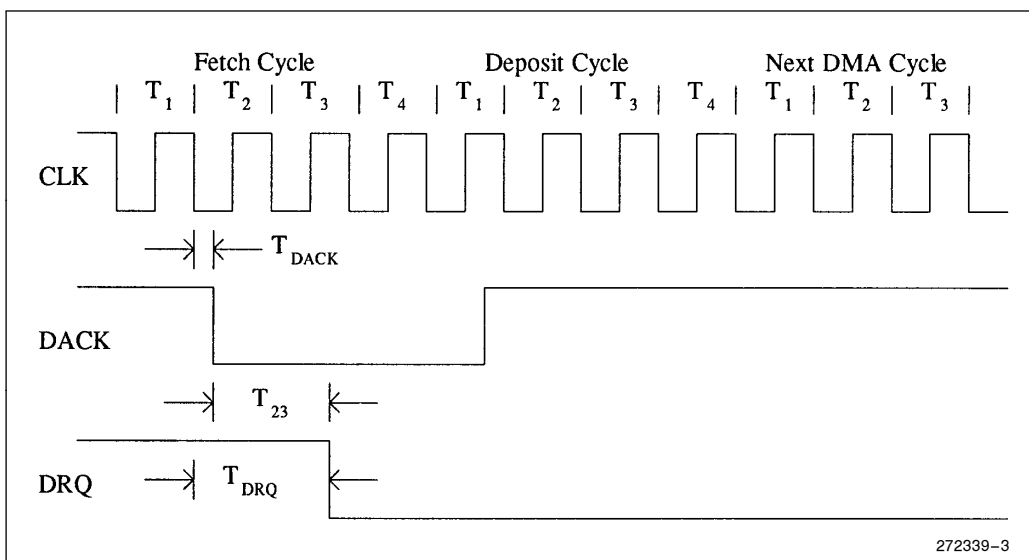 Fetch Cycle Deposit Cycle Next DMA Cycle
T1 T2 T3 T4 T1 T2 T3 T4 T1 T2 T3
CLK
TDACK
DACK
T23
TDRQ
DRQ
272339–3